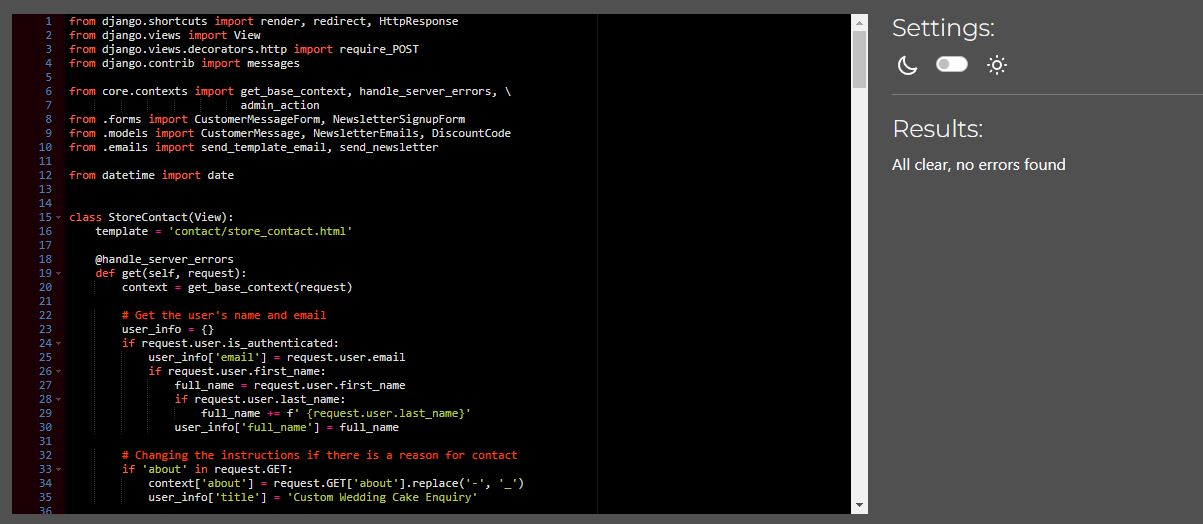 1 from django.shortcuts import render, redirect, HttpResponse
2 from django.views import View
3 from django.views.decorators.http import require_POST
4 from django.contrib import messages
5
6 from core.contexts import get_base_context, handle_server_errors, \
7                           admin_action
8 from .forms import CustomerMessageForm, NewsletterSignupForm
9 from .models import CustomerMessage, NewsletterEmails, DiscountCode
10 from .emails import send_template_email, send_newsletter
11
12 from datetime import date
13
14
15 class StoreContact(View):
16     template = 'contact/store_contact.html'
17
18     @handle_server_errors
19     def get(self, request):
20         context = get_base_context(request)
21
22         # Get the user's name and email
23         user_info = {}
24         if request.user.is_authenticated:
25             user_info['email'] = request.user.email
26             if request.user.first_name:
27                 full_name = request.user.first_name
28                 if request.user.last_name:
29                     full_name += f' {request.user.last_name}'
30                 user_info['full_name'] = full_name
31
32         # Changing the instructions if there is a reason for contact
33         if 'about' in request.GET:
34             context['about'] = request.GET['about'].replace('-', '_')
35             user_info['title'] = 'Custom Wedding Cake Enquiry'
36
Settings:
Results:
All clear, no errors found